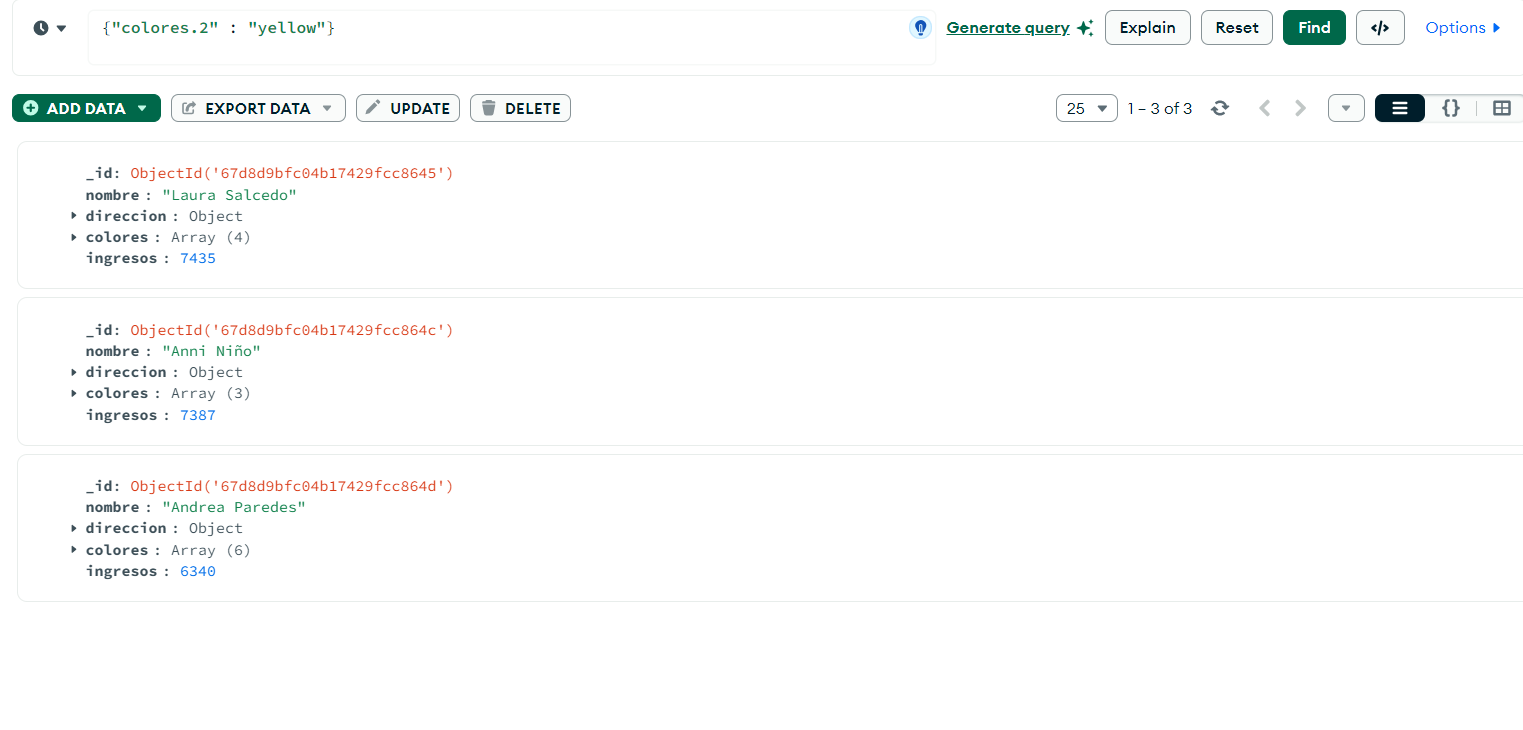 {"colores.2" : "yellow"}
Generate query
Explain
Reset
Find
</>
Options
ADD DATA
EXPORT DATA
UPDATE
DELETE
25
1 – 3 of 3
{}
_id: ObjectId('67d8d9bfc04b17429fcc8645')
nombre : "Laura Salcedo"
direccion : Object
colores : Array (4)
ingresos : 7435
_id: ObjectId('67d8d9bfc04b17429fcc864c')
nombre : "Anni Niño"
direccion : Object
colores : Array (3)
ingresos : 7387
_id: ObjectId('67d8d9bfc04b17429fcc864d')
nombre : "Andrea Paredes"
direccion : Object
colores : Array (6)
ingresos : 6340